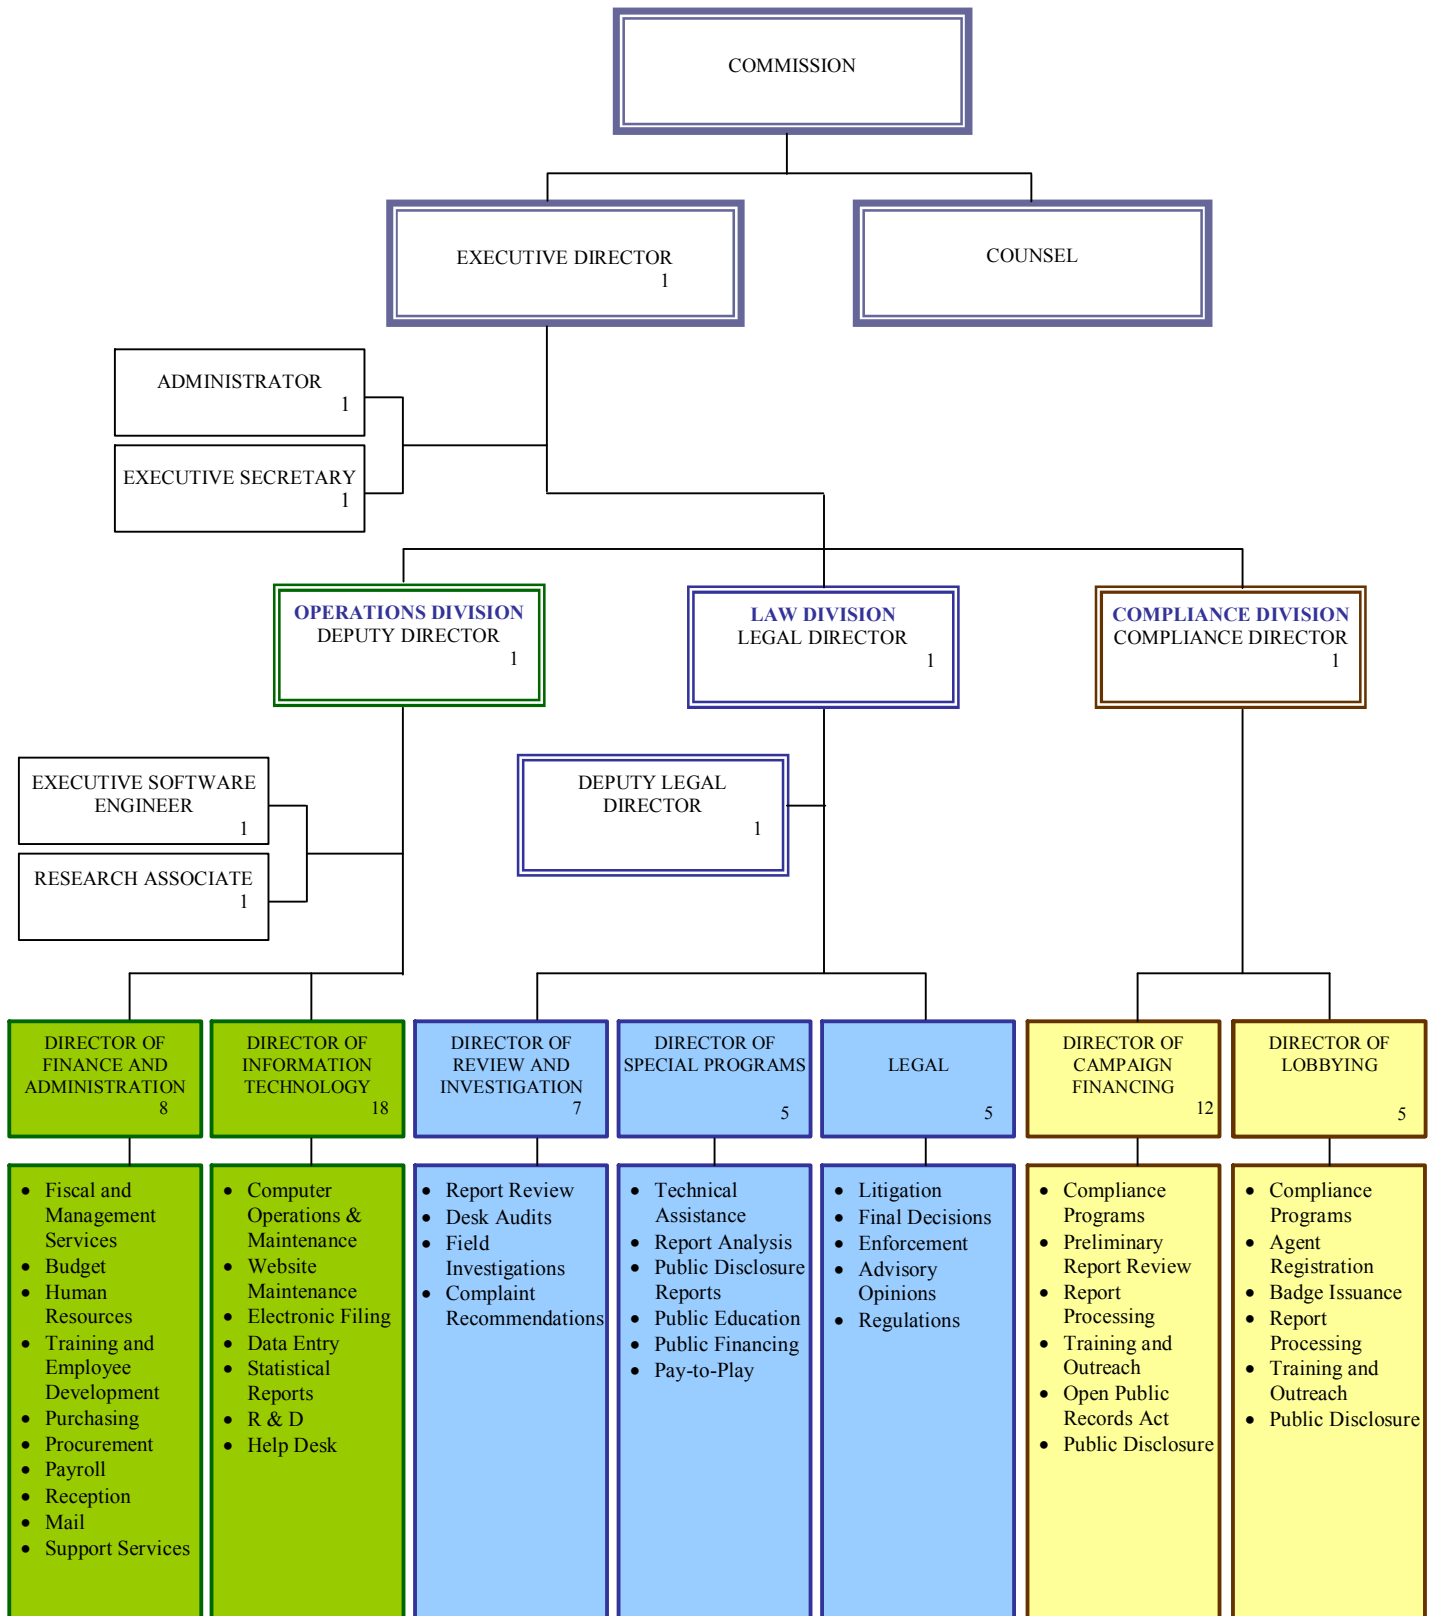 COMMISSION
EXECUTIVE DIRECTOR
1
COUNSEL
ADMINISTRATOR
1
EXECUTIVE SECRETARY
1
OPERATIONS DIVISION
DEPUTY DIRECTOR
1
LAW DIVISION
LEGAL DIRECTOR
1
COMPLIANCE DIVISION
COMPLIANCE DIRECTOR
1
EXECUTIVE SOFTWARE
ENGINEER
1
RESEARCH ASSOCIATE
1
DEPUTY LEGAL
DIRECTOR
1
DIRECTOR OF
FINANCE AND
ADMINISTRATION
8
DIRECTOR OF
INFORMATION
TECHNOLOGY
18
DIRECTOR OF
REVIEW AND
INVESTIGATION
7
DIRECTOR OF
SPECIAL PROGRAMS
5
LEGAL
5
DIRECTOR OF
CAMPAIGN
FINANCING
12
DIRECTOR OF
LOBBYING
5
• Fiscal and
Management
Services
• Budget
• Human
Resources
• Training and
Employee
Development
• Purchasing
• Procurement
• Payroll
• Reception
• Mail
• Support Services
• Computer
Operations &
Maintenance
• Website
Maintenance
• Electronic Filing
• Data Entry
• Statistical
Reports
• R & D
• Help Desk
• Report Review
• Desk Audits
• Field
Investigations
• Complaint
Recommendations
• Technical
Assistance
• Report Analysis
• Public Disclosure
Reports
• Public Education
• Public Financing
• Pay-to-Play
• Litigation
• Final Decisions
• Enforcement
• Advisory
Opinions
• Regulations
• Compliance
Programs
• Preliminary
Report Review
• Report
Processing
• Training and
Outreach
• Open Public
Records Act
• Public Disclosure
• Compliance
Programs
• Agent
Registration
• Badge Issuance
• Report
Processing
• Training and
Outreach
• Public Disclosure